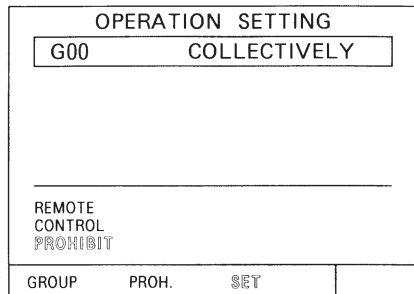 OPERATION SETTING
G00 COLLECTIVELY
REMOTE
CONTROL
PROHIBIT
GROUP PROH. SET